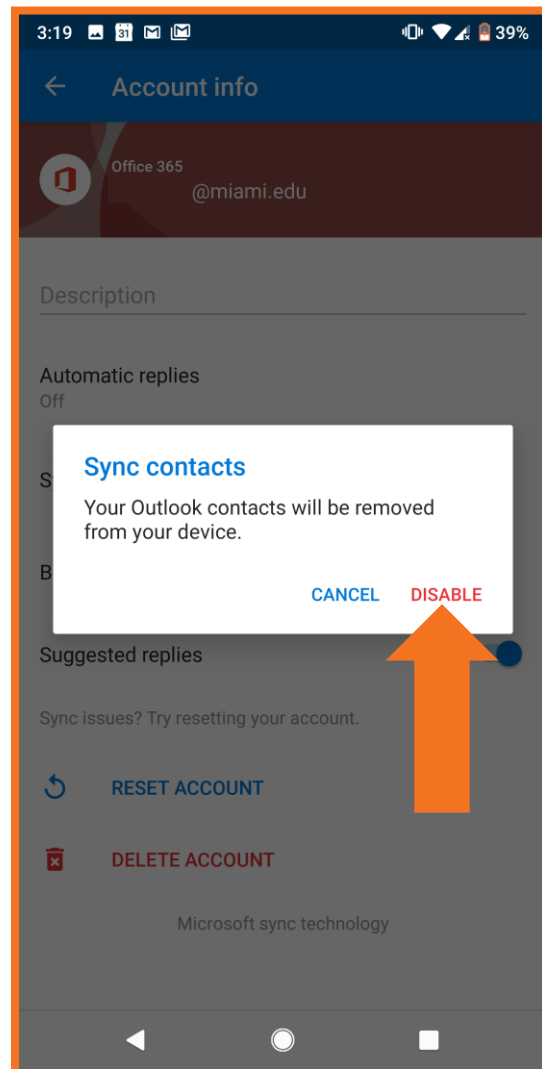 3:19 31 39%
Account info
Office 365
@miami.edu
Description
Automatic replies
Off
S
Sync contacts
Your Outlook contacts will be removed
from your device.
B
CANCEL DISABLE
Suggested replies
Sync issues? Try resetting your account.
RESET ACCOUNT
DELETE ACCOUNT
Microsoft sync technology